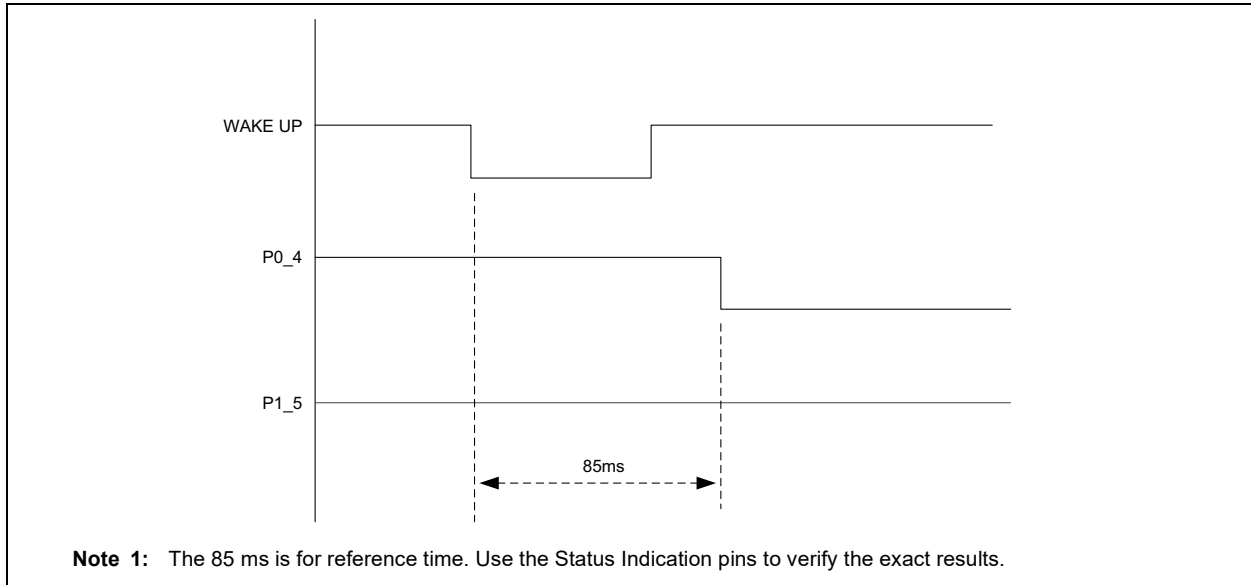 WAKE UP
P0_4
P1_5
85ms
Note 1: The 85 ms is for reference time. Use the Status Indication pins to verify the exact results.